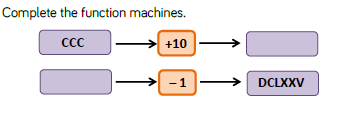 Complete the function machines.
CCC +10
−1 DCLXXV